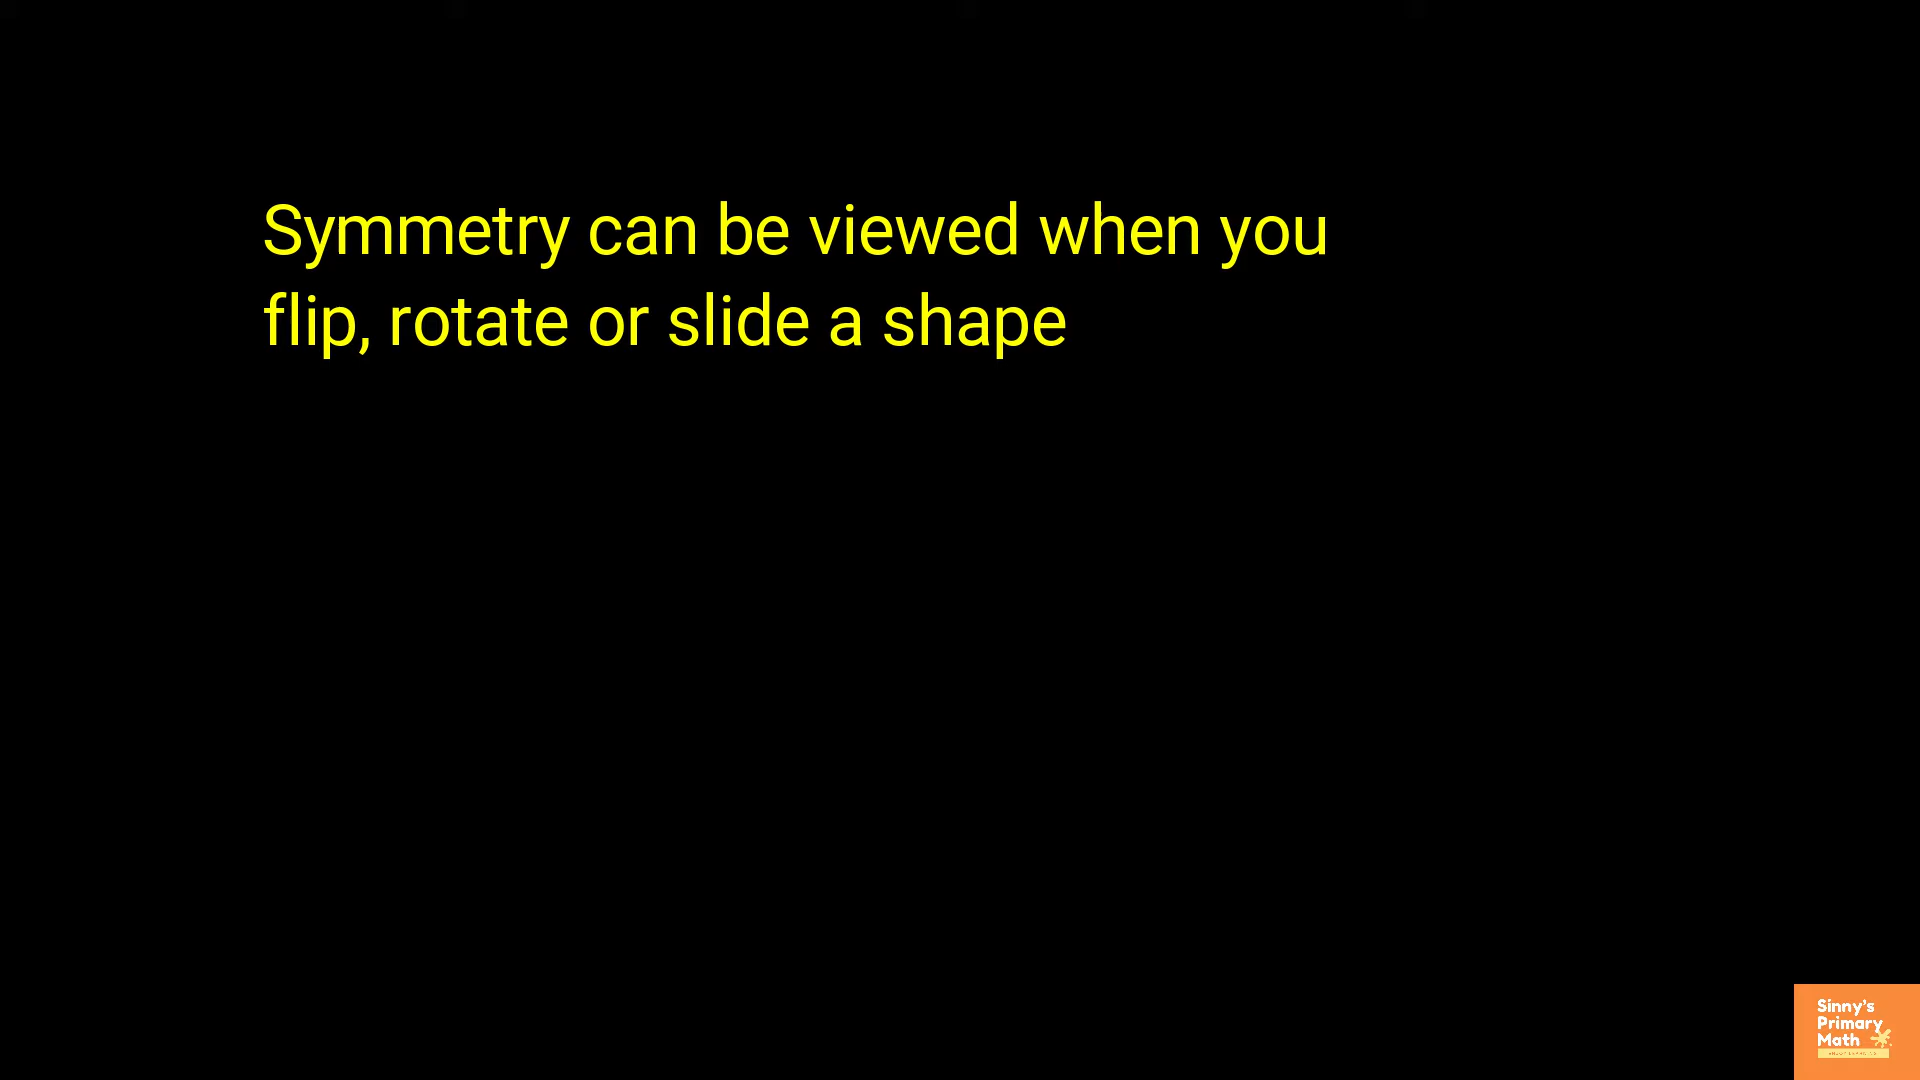 Symmetry can be viewed when you
flip, rotate or slide a shape
Sinny's
Primary
Math